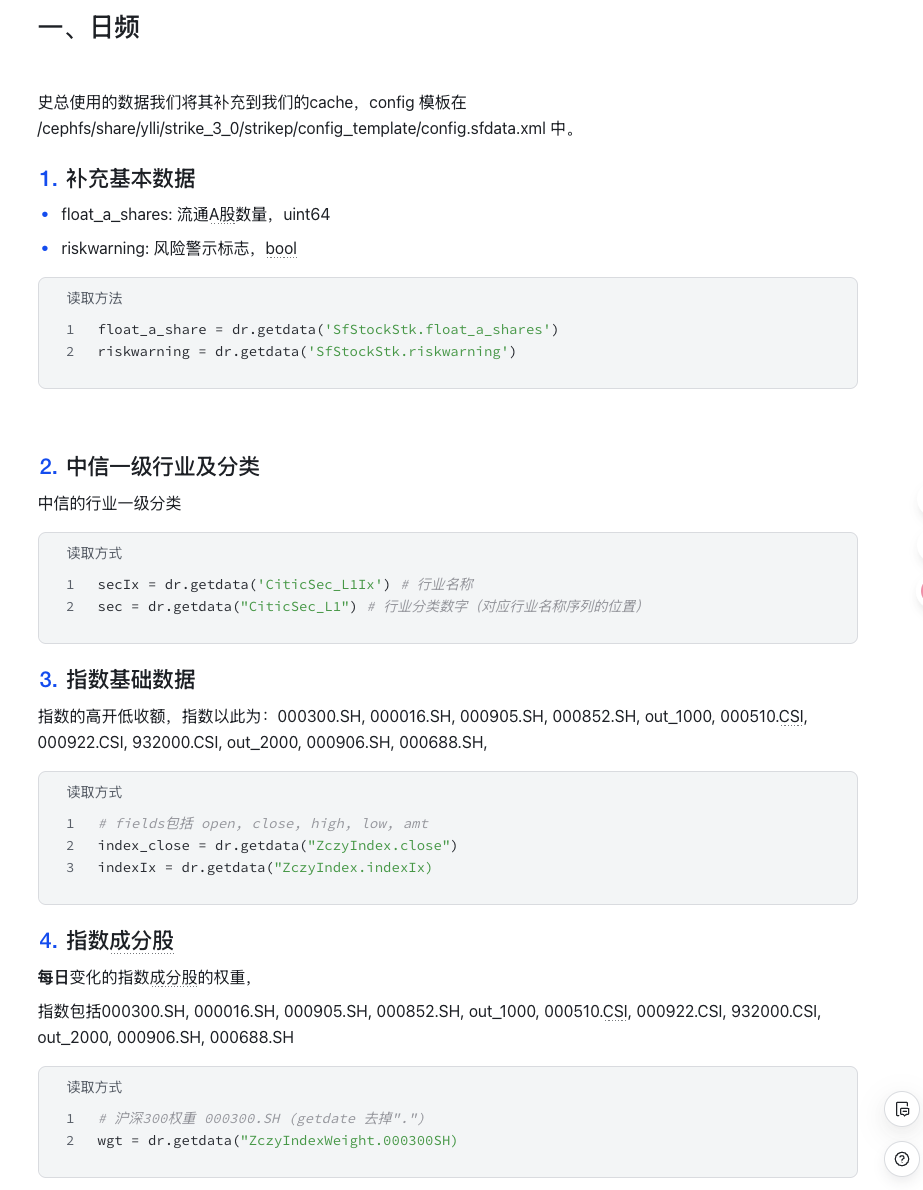 一、日频
史总使用的数据我们将其补充到我们的cache，config 模板在
/cephfs/share/ylli/strike_3_0/strikep/config_template/config.sfdata.xml 中。
1. 补充基本数据
• float_a_shares: 流通A股数量，uint64
• riskwarning: 风险警示标志，bool
读取方法
1 float_a_share = dr.getdata('SfStockStk.float_a_shares')
2 riskwarning = dr.getdata('SfStockStk.riskwarning')
2. 中信一级行业及分类
中信的行业一级分类
读取方式
1 secIx = dr.getdata('CiticSec_L1Ix') # 行业名称
2 sec = dr.getdata("CiticSec_L1") # 行业分类数字（对应行业名称序列的位置）
3. 指数基础数据
指数的高开低收额，指数以此为：000300.SH, 000016.SH, 000905.SH, 000852.SH, out_1000, 000510.CSI,
000922.CSI, 932000.CSI, out_2000, 000906.SH, 000688.SH,
读取方式
1 # fields包括 open, close, high, low, amt
2 index_close = dr.getdata("ZczyIndex.close")
3 indexIx = dr.getdata("ZczyIndex.indexIx)
4. 指数成分股
每日变化的指数成分股的权重，
指数包括000300.SH, 000016.SH, 000905.SH, 000852.SH, out_1000, 000510.CSI, 000922.CSI, 932000.CSI,
out_2000, 000906.SH, 000688.SH
读取方式
1 # 沪深300权重 000300.SH (getdate 去掉".")
2 wgt = dr.getdata("ZczyIndexWeight.000300SH)